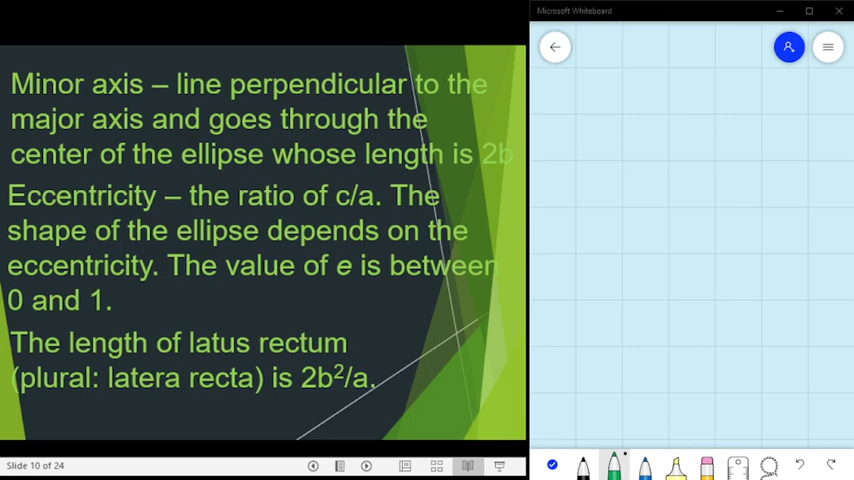 Microsoft Whiteboard
Minor axis – line perpendicular to the
major axis and goes through the
center of the ellipse whose length is 2b
Eccentricity – the ratio of c/a. The
shape of the ellipse depends on the
eccentricity. The value of e is between
0 and 1.
The length of latus rectum
(plural: latera recta) is 2b²/a.
Slide 10 of 24